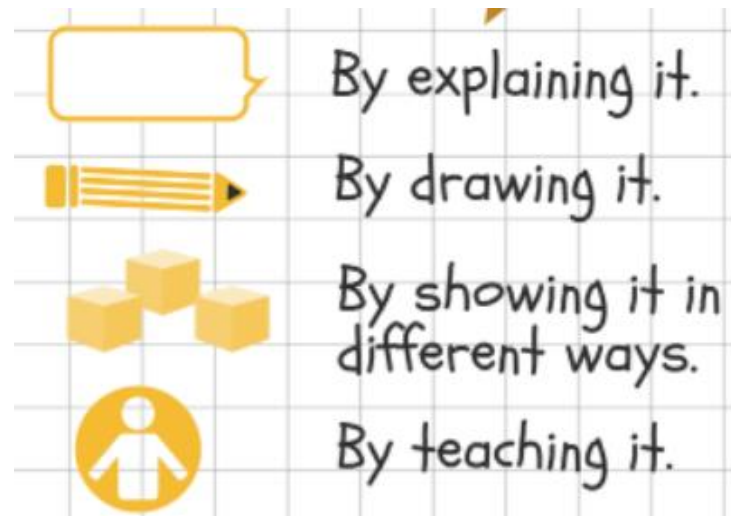 By explaining it.
By drawing it.
By showing it in
different ways.
By teaching it.